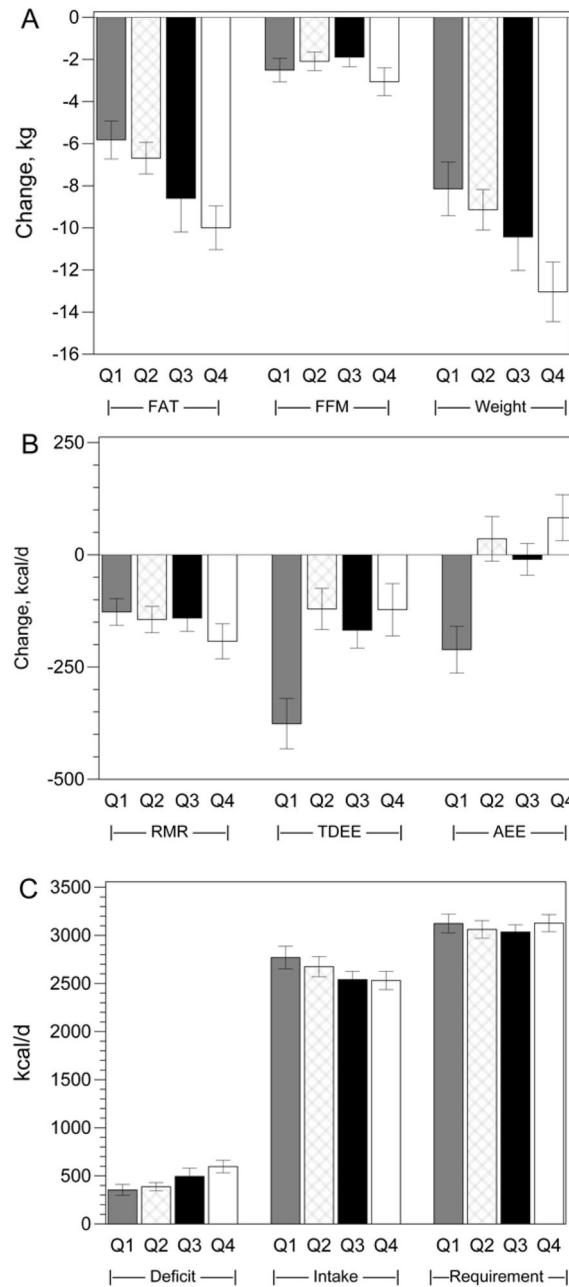 A
Change, kg
0
-2
-4
-6
-8
-10
-12
-14
-16
Q1 Q2 Q3 Q4 Q1 Q2 Q3 Q4 Q1 Q2 Q3 Q4
FAT FFM Weight
B
Change, kcal/d
250
0
-250
-500
Q1 Q2 Q3 Q4 Q1 Q2 Q3 Q4 Q1 Q2 Q3 Q4
RMR TDEE AEE
C
kcal/d
3500
3000
2500
2000
1500
1000
500
0
Q1 Q2 Q3 Q4 Q1 Q2 Q3 Q4 Q1 Q2 Q3 Q4
Deficit Intake Requirement